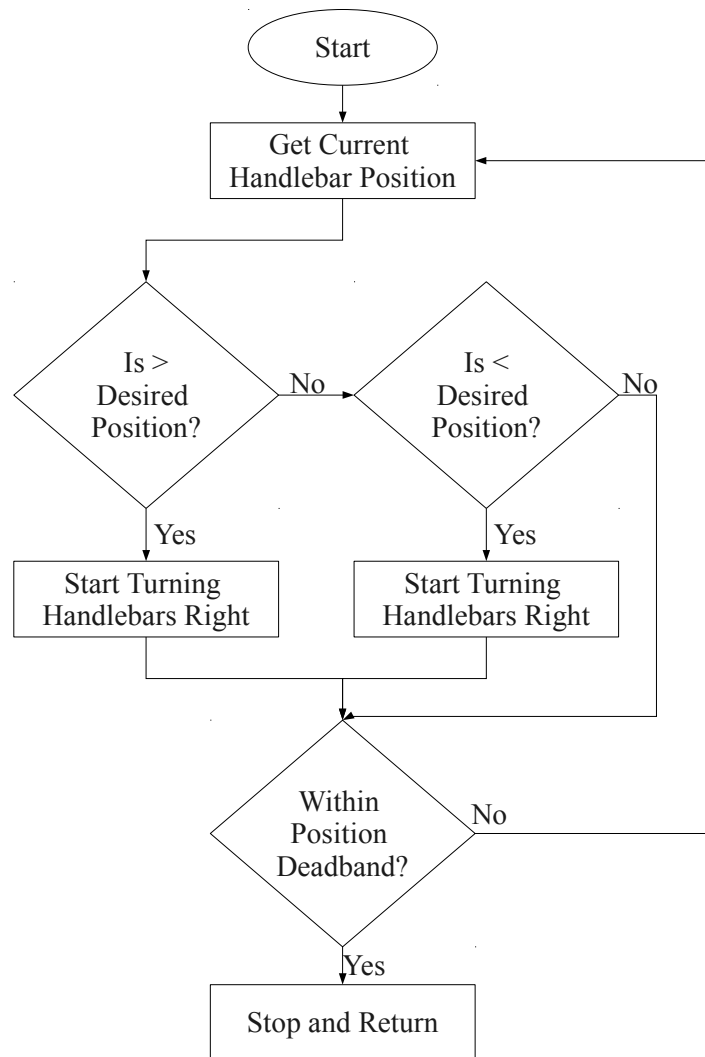 Start
Get Current
Handlebar Position
Is >
Desired
Position?
No
Is <
Desired
Position?
No
Yes
Yes
Start Turning
Handlebars Right
Start Turning
Handlebars Right
Within
Position
Deadband?
No
Yes
Stop and Return